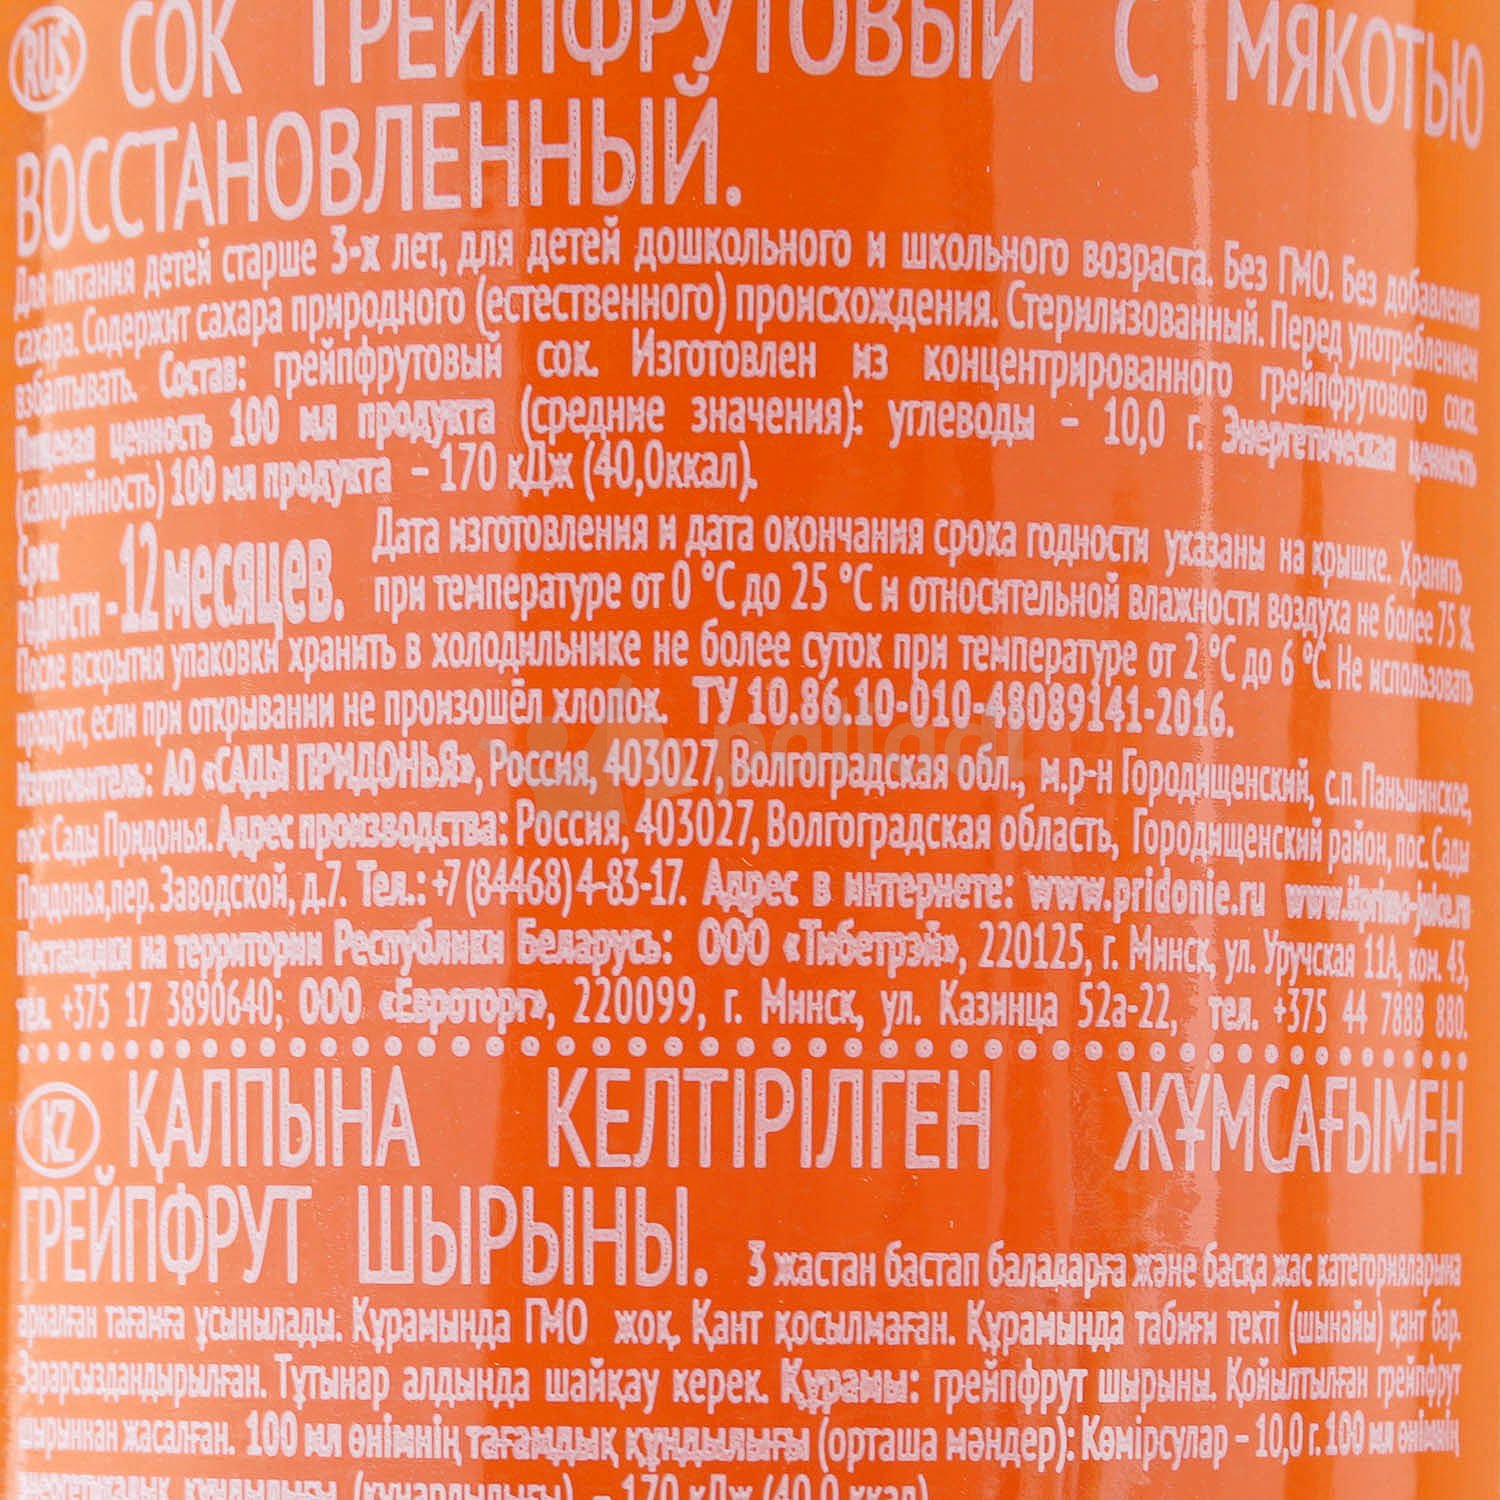 RUS СОК ГРЕЙПФРУТОВЫЙ С МЯКОТЬЮ
ВОССТАНОВЛЕННЫЙ.
Для питания детей старше 3-х лет, для детей дошкольного и школьного возраста. Без ГМО. Без добавления
сахара. Содержит сахара природного (естественного) происхождения. Стерилизованный. Перед употреблением
взбалтывать. Состав: грейпфрутовый сок. Изготовлен из концентрированного грейпфрутового сока.
Пищевая ценность 100 мл продукта (средние значения): углеводы – 10,0 г. Энергетическая ценность
(калорийность) 100 мл продукта – 170 кДж (40,0ккал).
Срок годности – 12 месяцев. Дата изготовления и дата окончания срока годности указаны на крышке. Хранить
при температуре от 0 °С до 25 °С и относительной влажности воздуха не более 75 %.
После вскрытия упаковки хранить в холодильнике не более суток при температуре от 2 °С до 6 °С. Не использовать
продукт, если при открывании не произошёл хлопок. ТУ 10.86.10-010-48089141-2016.
Изготовитель: АО «САДЫ ПРИДОНЬЯ», Россия, 403027, Волгоградская обл., м.р-н Городищенский, с.п. Паньшинское,
пос. Сады Придонья. Адрес производства: Россия, 403027, Волгоградская область, Городищенский район, пос. Сады
Придонья, пер. Заводской, д.7. Тел.: +7 (84468) 4-83-17. Адрес в интернете: www.pridonie.ru
Поставщики на территории Республики Беларусь: ООО «Тибетрэй», 220125, г. Минск, ул. Уручская 11А, ком. 43,
тел. +375 17 3890640; ООО «Евроторг», 220099, г. Минск, ул. Казинца 52а-22, тел. +375 44 7888 880.
KZ ҚАЛПЫНА КЕЛТІРІЛГЕН ЖҰМСАҒЫМЕН
ГРЕЙПФРУТ ШЫРЫНЫ. 3 жастан бастап балаларға және басқа жас категорияларына
арналған тағамға ұсынылады. Құрамында ГМО жоқ. Қант қосылмаған. Құрамында табиғи текті (шынайы) қант бар.
Зарарсыздандырылған. Тұтынар алдында шайқау керек. Құрамы: грейпфрут шырыны. Қойылтылған грейпфрут
шырыннан жасалған. 100 мл өнімнің тағамдық құндылығы (орташа мәндер): Көмірсулар – 10,0 г. 100 мл өнімнің
энергетикалық құндылығы (құнарлылығы) – 170 кДж (40,0 ккал)